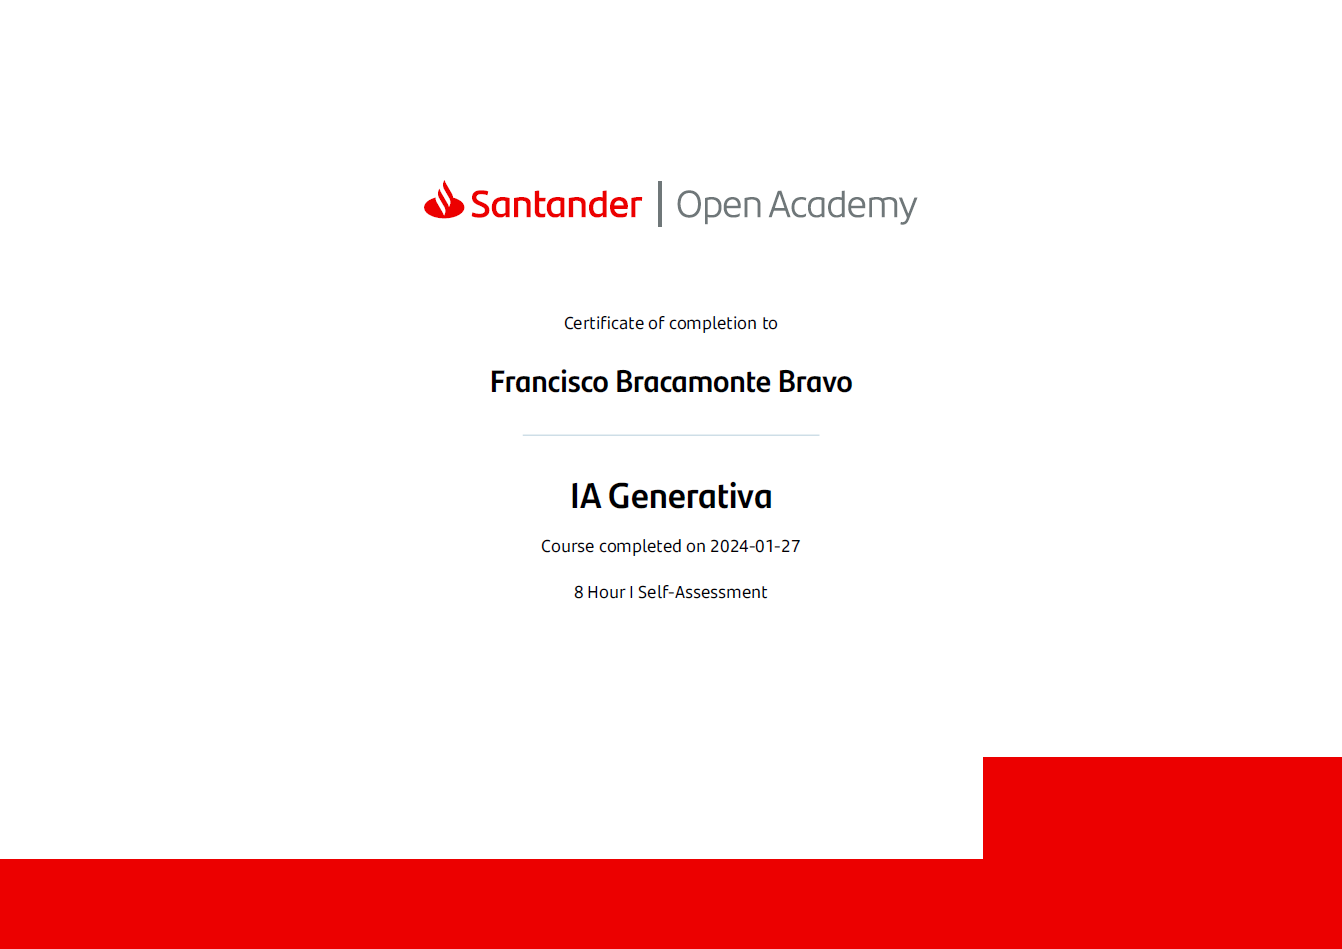 Santander | Open Academy
Certificate of completion to
Francisco Bracamonte Bravo
IA Generativa
Course completed on 2024-01-27
8 Hour I Self-Assessment